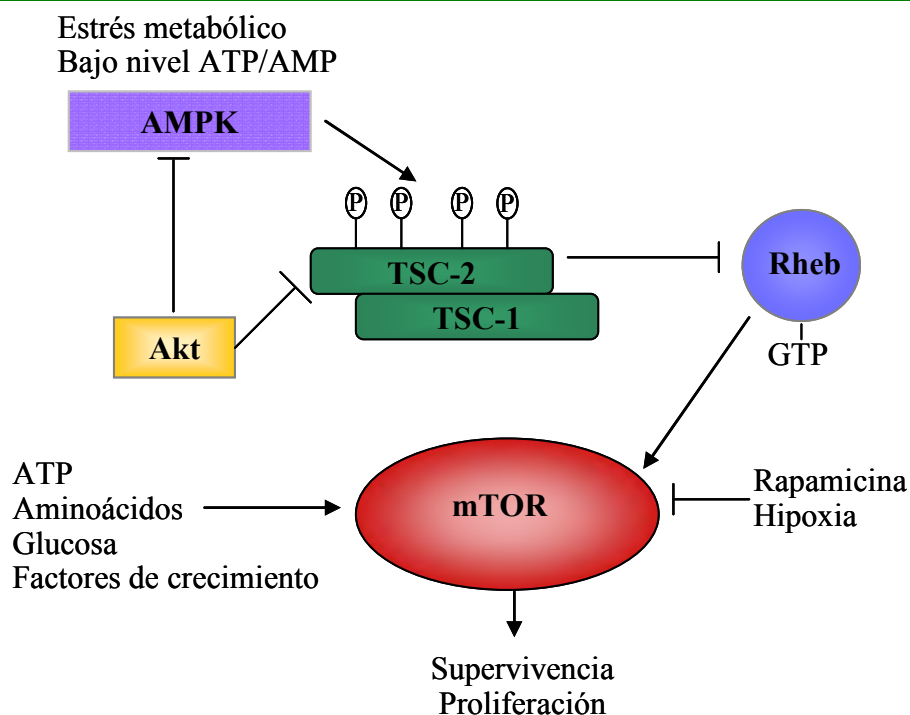 Estrés metabólico
Bajo nivel ATP/AMP
AMPK
P P P P
TSC-2
TSC-1
Rheb
GTP
Akt
ATP
Aminoácidos
Glucosa
Factores de crecimiento
mTOR
Rapamicina
Hipoxia
Supervivencia
Proliferación